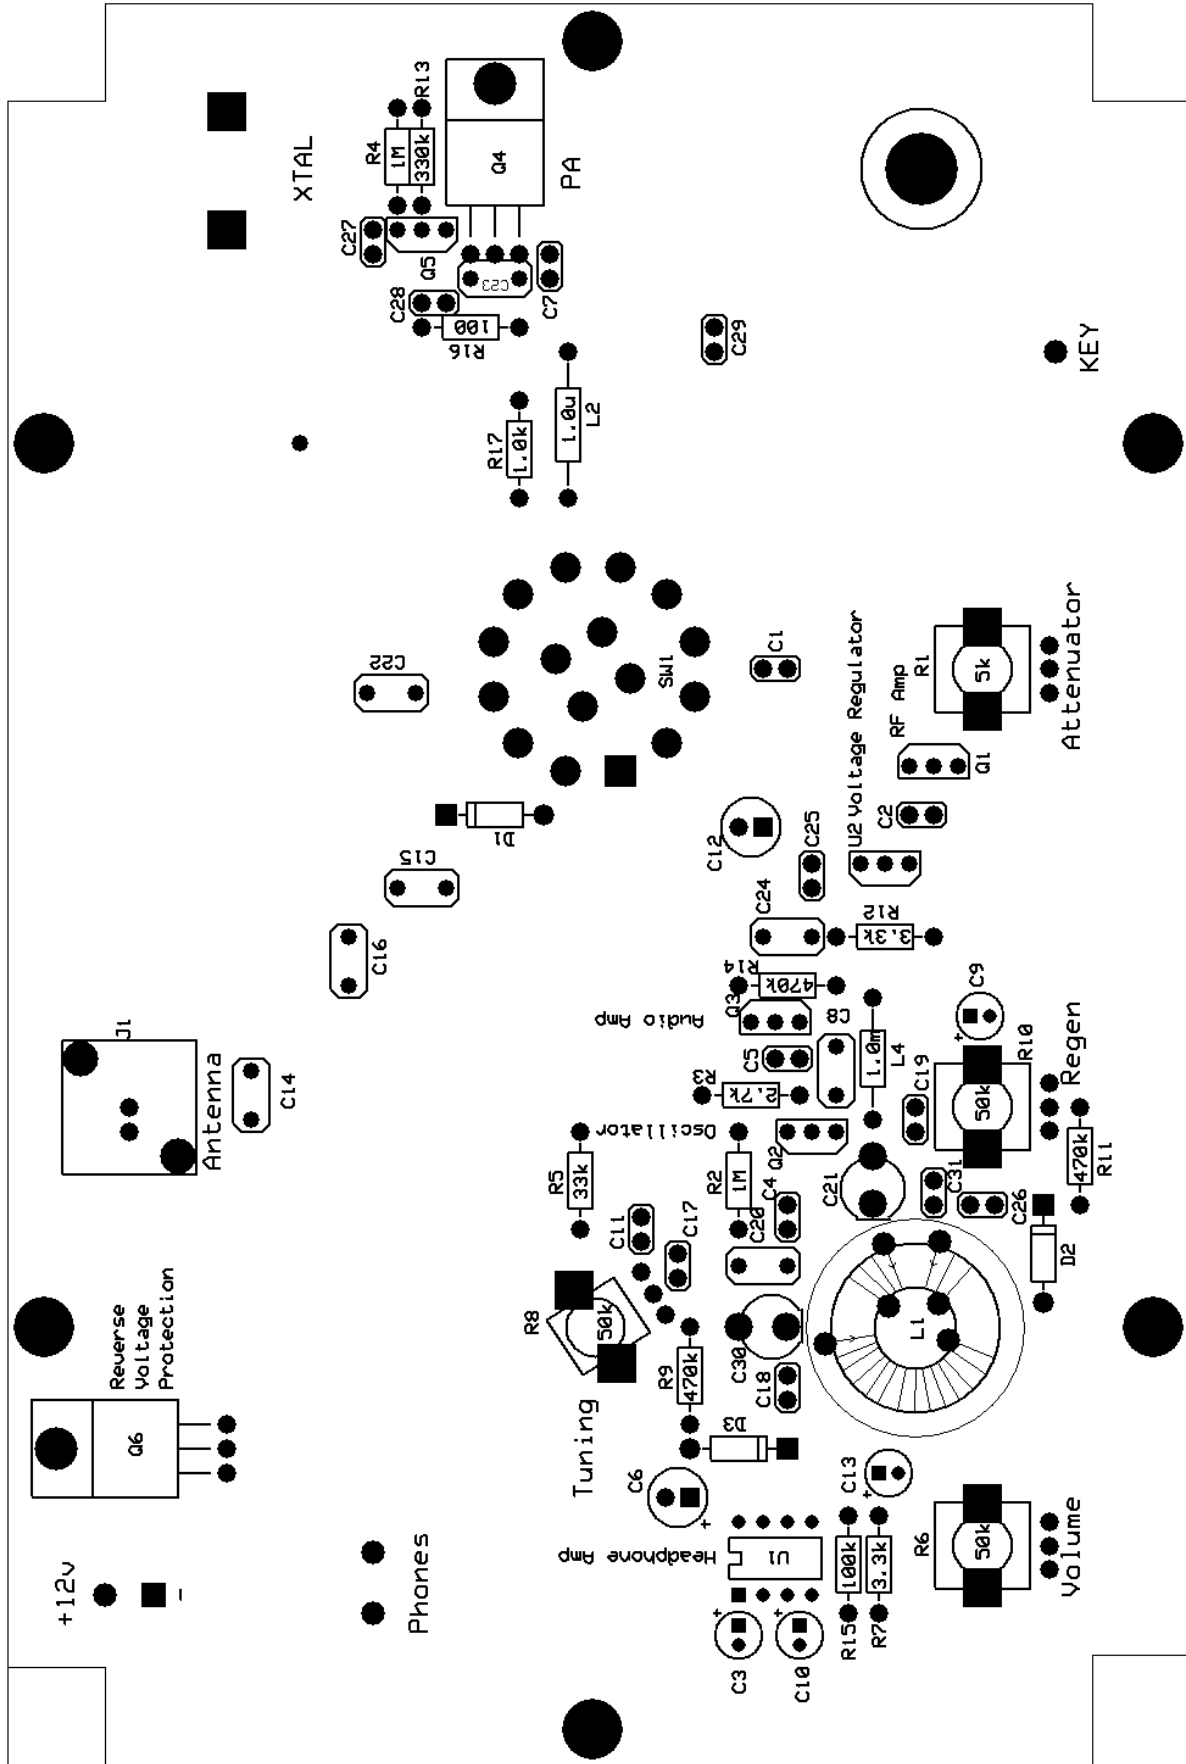 R13
R4
1M
330k
Q4
XTAL
PA
C27
Q5
C23
C28
C7
100
R16
C29
KEY
R17
1.0k
1.0u
L2
C22
SW1
C1
R1
5k
Attenuator
RF Amp
Q1
U2 Voltage Regulator
D1
C12
C25
C2
C15
C24
R12
3.3k
C16
R14
470k
C9
J1
Antenna
C14
Audio Amp
Q3
C8
C5
1.0m
L4
R3
2.7k
C19
R10
50k
Regen
Oscillator
Q2
R5
33k
R2
1M
C4
C21
C31
470k
R11
C11
C17
C20
C26
D2
R8
50k
Reverse
Voltage
Protection
R9
470k
C30
C18
L1
Q6
Tuning
D3
C6
+
C13
+
+12v
-
Phones
Headphone Amp
U1
100k
3.3k
R6
50k
Volume
+
C3
+
C10
R15
R7